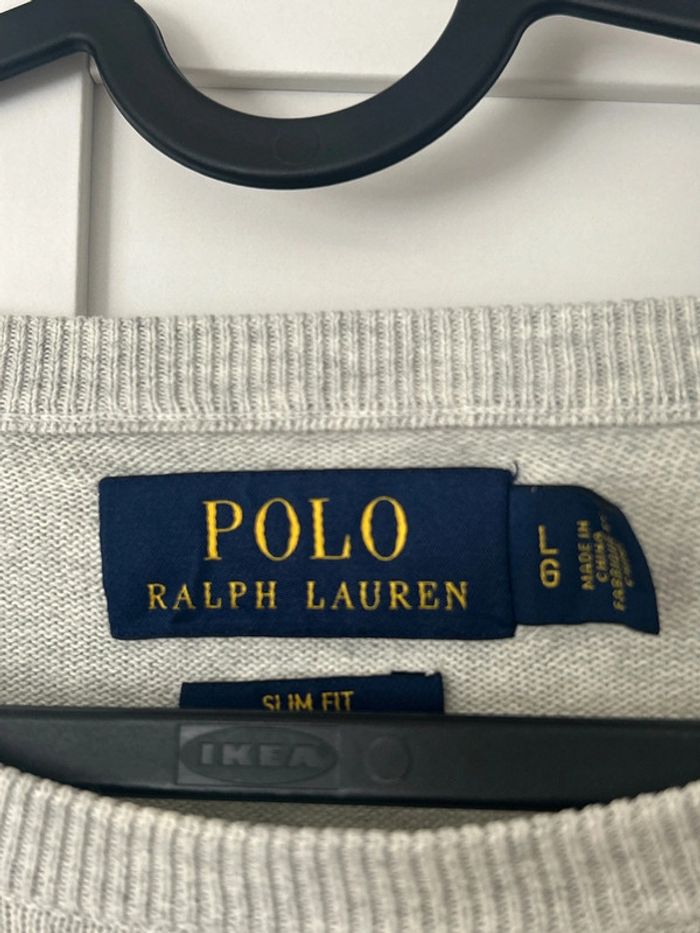 POLO
RALPH LAUREN
L
G
MADE IN
CHINA
SLIM FIT
IKEA